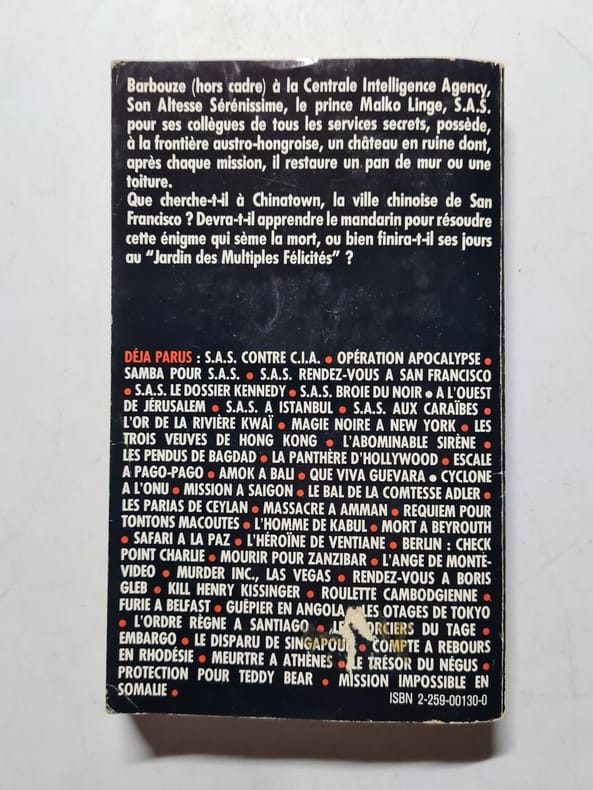 Barbouze (hors cadre) à la Centrale Intelligence Agency,
Son Altesse Sérénissime, le prince Malko Linge, S.A.S.
pour ses collègues de tous les services secrets, possède,
à la frontière austro-hongroise, un château en ruine dont,
après chaque mission, il restaure un pan de mur ou une
toiture.
Que cherche-t-il à Chinatown, la ville chinoise de San
Francisco ? Devra-t-il apprendre le mandarin pour résoudre
cette énigme qui sème la mort, ou bien finira-t-il ses jours
au "Jardin des Multiples Félicités" ?
DÉJA PARUS : S.A.S. CONTRE C.I.A. • OPÉRATION APOCALYPSE •
SAMBA POUR S.A.S. • S.A.S. RENDEZ-VOUS A SAN FRANCISCO
• S.A.S. LE DOSSIER KENNEDY • S.A.S. BROIE DU NOIR • A L'OUEST
DE JÉRUSALEM • S.A.S. A ISTANBUL • S.A.S. AUX CARAÏBES •
L'OR DE LA RIVIÈRE KWAÏ • MAGIE NOIRE A NEW YORK • LES
TROIS VEUVES DE HONG KONG • L'ABOMINABLE SIRÈNE •
LES PENDUS DE BAGDAD • LA PANTHÈRE D'HOLLYWOOD • ESCALE
A PAGO-PAGO • AMOK A BALI • QUE VIVA GUEVARA • CYCLONE
A L'ONU • MISSION A SAIGON • LE BAL DE LA COMTESSE ADLER •
LES PARIAS DE CEYLAN • MASSACRE A AMMAN • REQUIEM POUR
TONTONS MACOUTES • L'HOMME DE KABUL • MORT A BEYROUTH
• SAFARI A LA PAZ • L'HÉROÏNE DE VENTIANE • BERLIN : CHECK
POINT CHARLIE • MOURIR POUR ZANZIBAR • L'ANGE DE MONTÉ-
VIDEO • MURDER INC., LAS VEGAS • RENDEZ-VOUS A BORIS
GLEB • KILL HENRY KISSINGER • ROULETTE CAMBODGIENNE •
FURIE A BELFAST • GUÉPIER EN ANGOLA • LES OTAGES DE TOKYO
• L'ORDRE RÈGNE A SANTIAGO • DU TAGE •
EMBARGO • LE DISPARU DE SINGAPOUR • COMPTE A REBOURS
EN RHODÉSIE • MEURTRE A ATHÈNES • LE TRÉSOR DU NÉGUS •
PROTECTION POUR TEDDY BEAR • MISSION IMPOSSIBLE EN
SOMALIE •
ISBN 2-259-00130-0